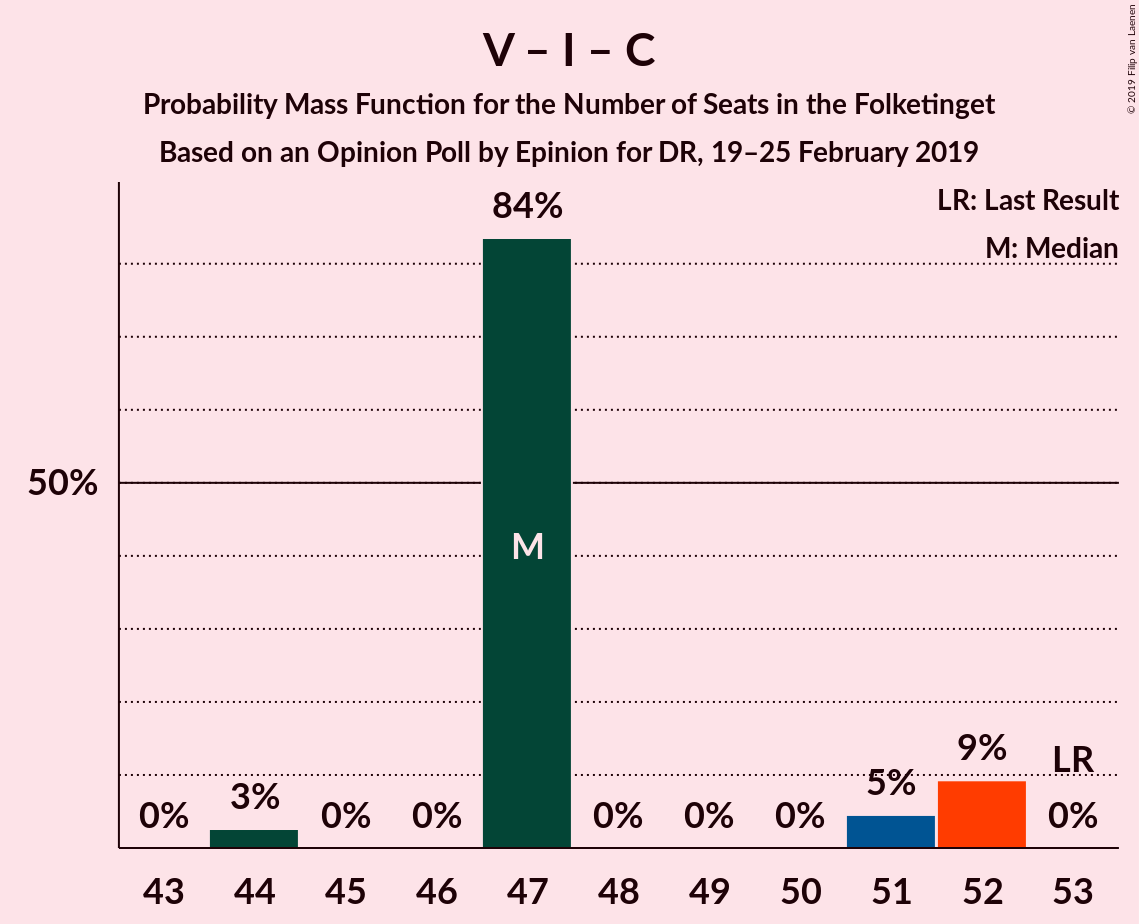 V – I – C
Probability Mass Function for the Number of Seats in the Folketinget
Based on an Opinion Poll by Epinion for DR, 19–25 February 2019
© 2019 Filip van Laenen
LR: Last Result
M: Median
84%
50%
M
9%
LR
5%
3%
0%
0%
0%
0%
0%
0%
0%
43 44 45 46 47 48 49 50 51 52 53